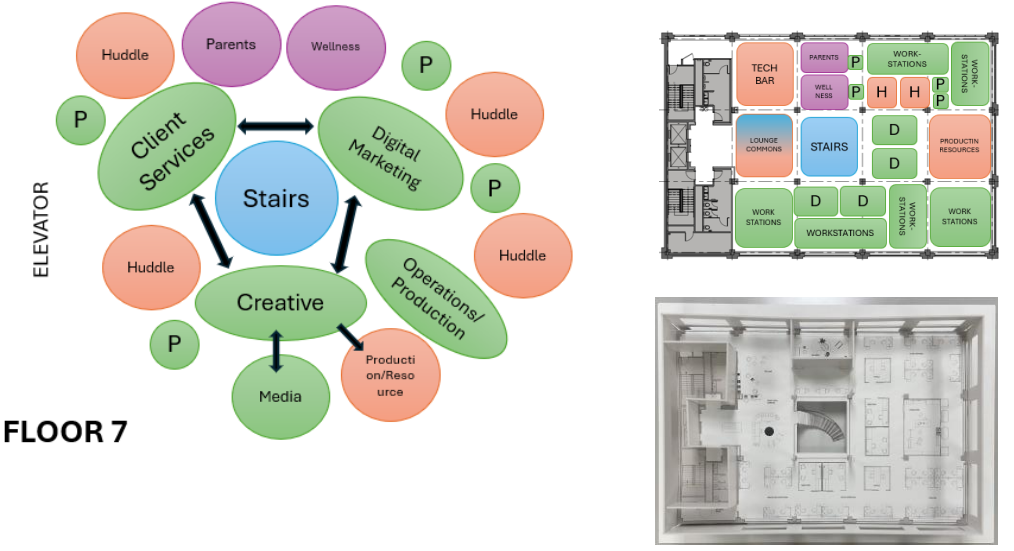 Huddle
Parents
Wellness
P
P
Huddle
Client
Services
Digital
Marketing
Stairs
P
ELEVATOR
Huddle
Huddle
Creative
Operations/
Production
P
Producti
on/Reso
urce
Media
FLOOR 7
TECH
BAR
PARENTS
P
WORK-
STATIONS
WORK-
STATIONS
WELL
NESS
P
H
H
P
P
LOUNGE
COMMONS
STAIRS
D
D
PRODUCTIN
RESOURCES
WORK
STATIONS
D
D
WORKSTATIONS
WORK-
STATIONS
WORK
STATIONS